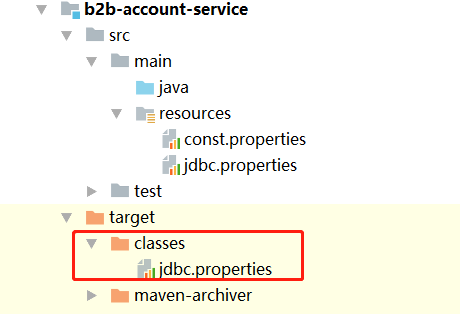 b2b-account-service
src
main
java
resources
const.properties
jdbc.properties
test
target
classes
jdbc.properties
maven-archiver